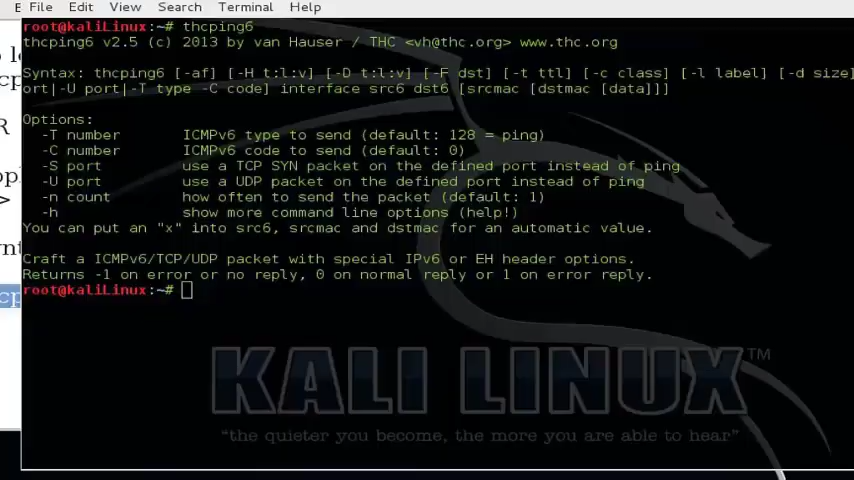 File Edit View Search Terminal Help
root@kaliLinux:~# thcping6
thcping6 v2.5 (c) 2013 by van Hauser / THC <vh@thc.org> www.thc.org
Syntax: thcping6 [-af] [-H t:l:v] [-D t:l:v] [-F dst] [-t ttl] [-c class] [-l label] [-d size]
ort|-U port|-T type -C code] interface src6 dst6 [srcmac [dstmac [data]]]
Options:
-T number ICMPv6 type to send (default: 128 = ping)
-C number ICMPv6 code to send (default: 0)
-S port use a TCP SYN packet on the defined port instead of ping
-U port use a UDP packet on the defined port instead of ping
-n count how often to send the packet (default: 1)
-h show more command line options (help!)
You can put an "x" into src6, srcmac and dstmac for an automatic value.
Craft a ICMPv6/TCP/UDP packet with special IPv6 or EH header options.
Returns -1 on error or no reply, 0 on normal reply or 1 on error reply.
root@kaliLinux:~#
KALI LINUX™
"the quieter you become, the more you are able to hear"